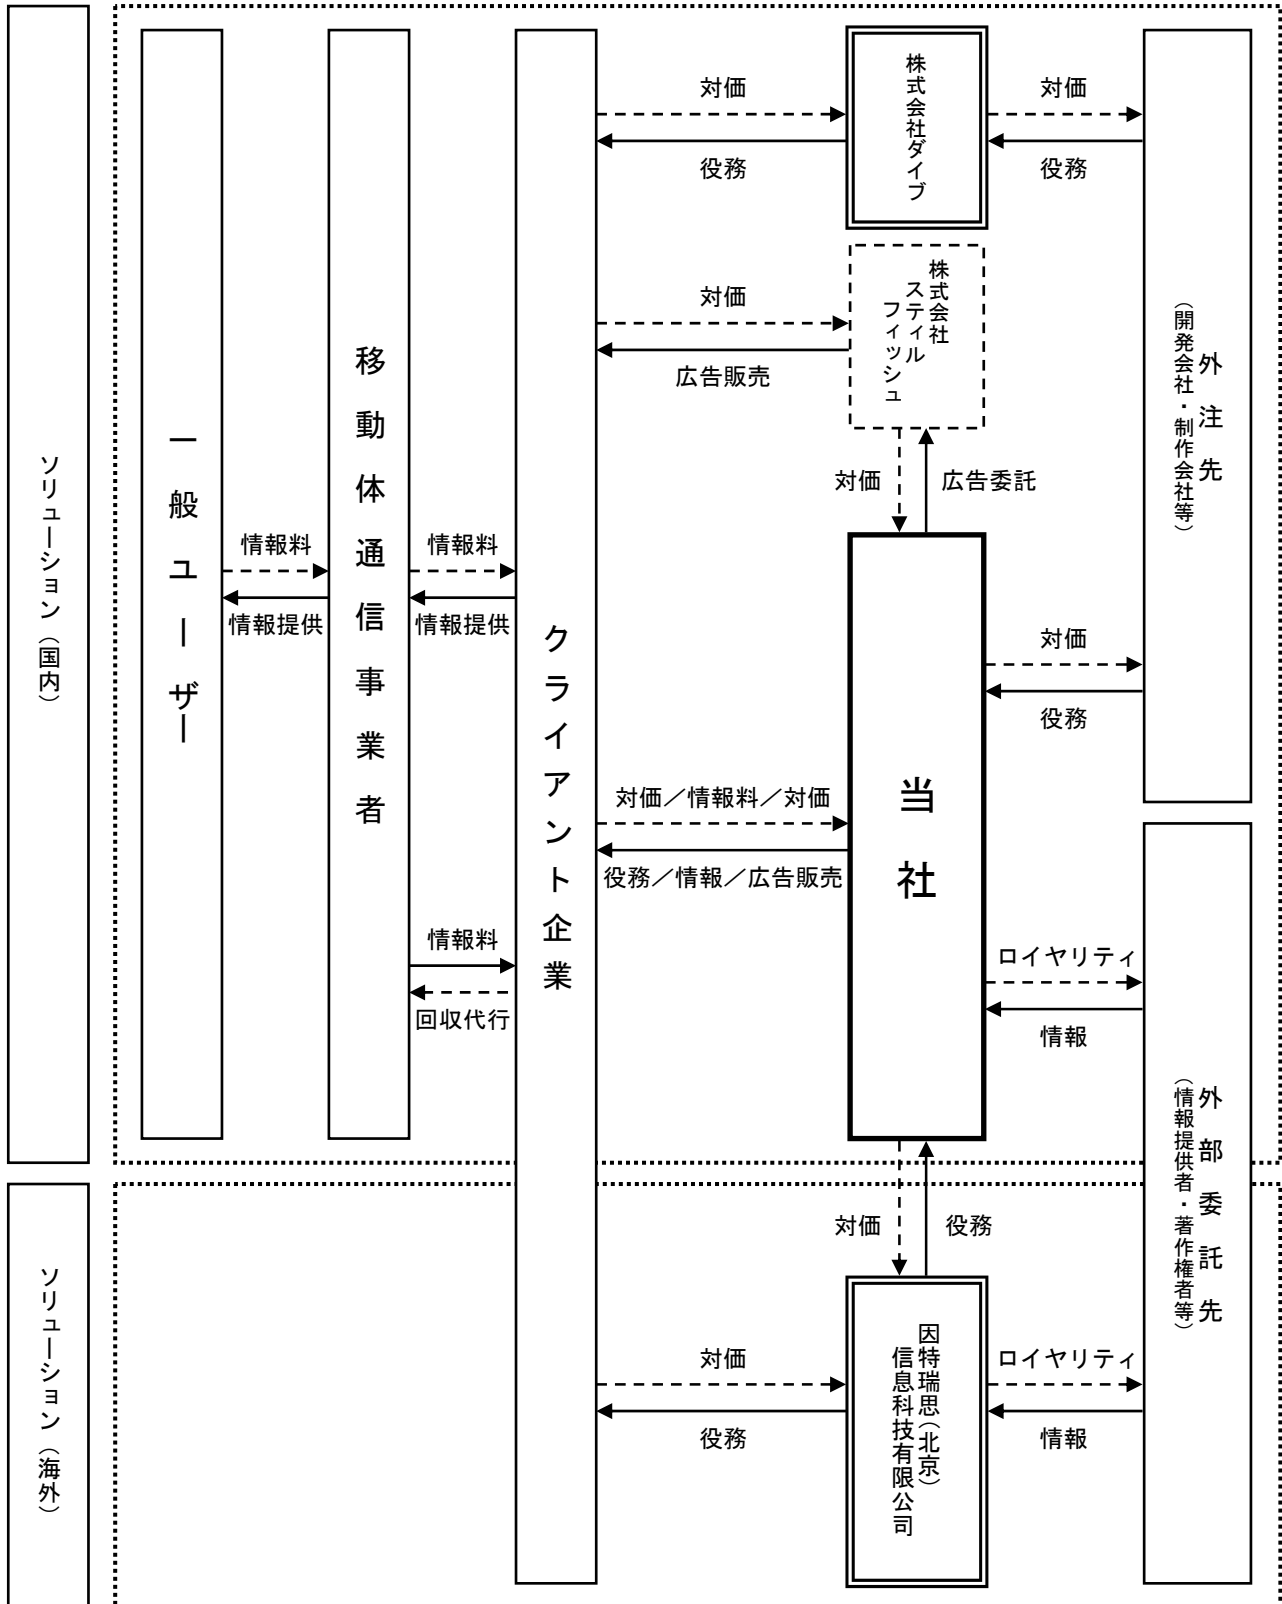 ソリューション（国内）
ソリューション（海外）
一般ユーザー
情報料
情報提供
移動体通信事業者
情報料
情報提供
情報料
回収代行
クライアント企業
対価
役務
株式会社ダイブ
対価
役務
対価
広告販売
株式会社
スティル
フィッシュ
対価
広告委託
対価／情報料／対価
役務／情報／広告販売
当社
対価
役務
外注先
（開発会社・制作会社等）
ロイヤリティ
情報
外部委託先
（情報提供者・著作権者等）
対価
役務
対価
役務
因特瑞思（北京）
信息科技有限公司
ロイヤリティ
情報